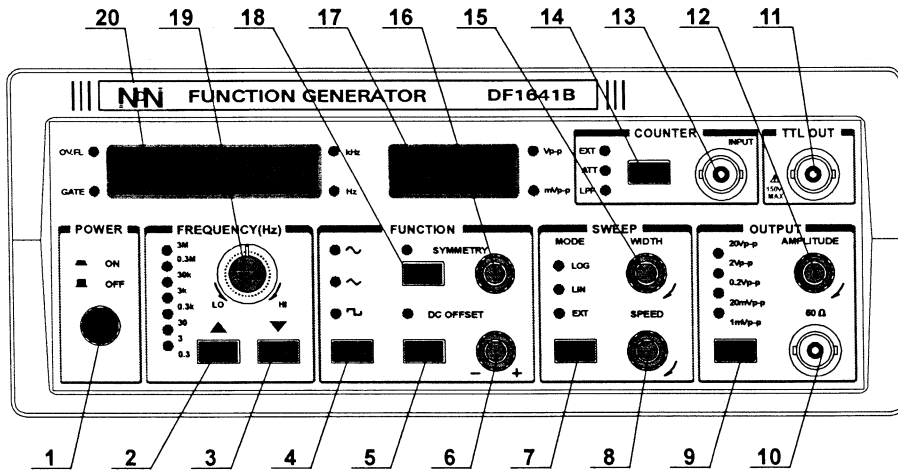 20 19 18 17 16 15 14 13 12 11
FUNCTION GENERATOR DF1641B
OV.FL
GATE
kHz
Hz
Vp-p
mVp-p
COUNTER
INPUT
EXT
ATT
LPF
TTL OUT
150V
MAX
POWER
ON
OFF
FREQUENCY(Hz)
3M
0.3M
30k
3k
0.3k
30
3
0.3
LO
HI
FUNCTION
SYMMETRY
DC OFFSET
- +
SWEEP
MODE
LOG
LIN
EXT
WIDTH
SPEED
OUTPUT
20Vp-p
2Vp-p
0.2Vp-p
20mVp-p
1mVp-p
AMPLITUDE
60 Ω
1 2 3 4 5 6 7 8 9 10